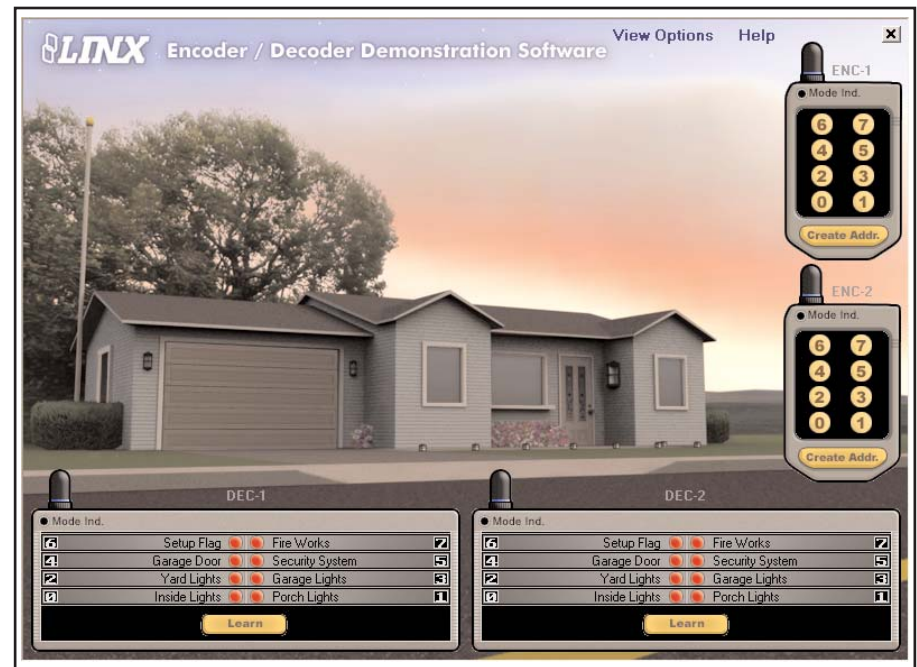 LINX Encoder / Decoder Demonstration Software
View Options Help
ENC-1
Mode Ind.
6 7
4 5
2 3
0 1
Create Addr.
ENC-2
Mode Ind.
6 7
4 5
2 3
0 1
Create Addr.
DEC-1
Mode Ind.
6 Setup Flag Fire Works 7
4 Garage Door Security System 5
2 Yard Lights Garage Lights 3
0 Inside Lights Porch Lights 1
Learn
DEC-2
Mode Ind.
6 Setup Flag Fire Works 7
4 Garage Door Security System 5
2 Yard Lights Garage Lights 3
0 Inside Lights Porch Lights 1
Learn